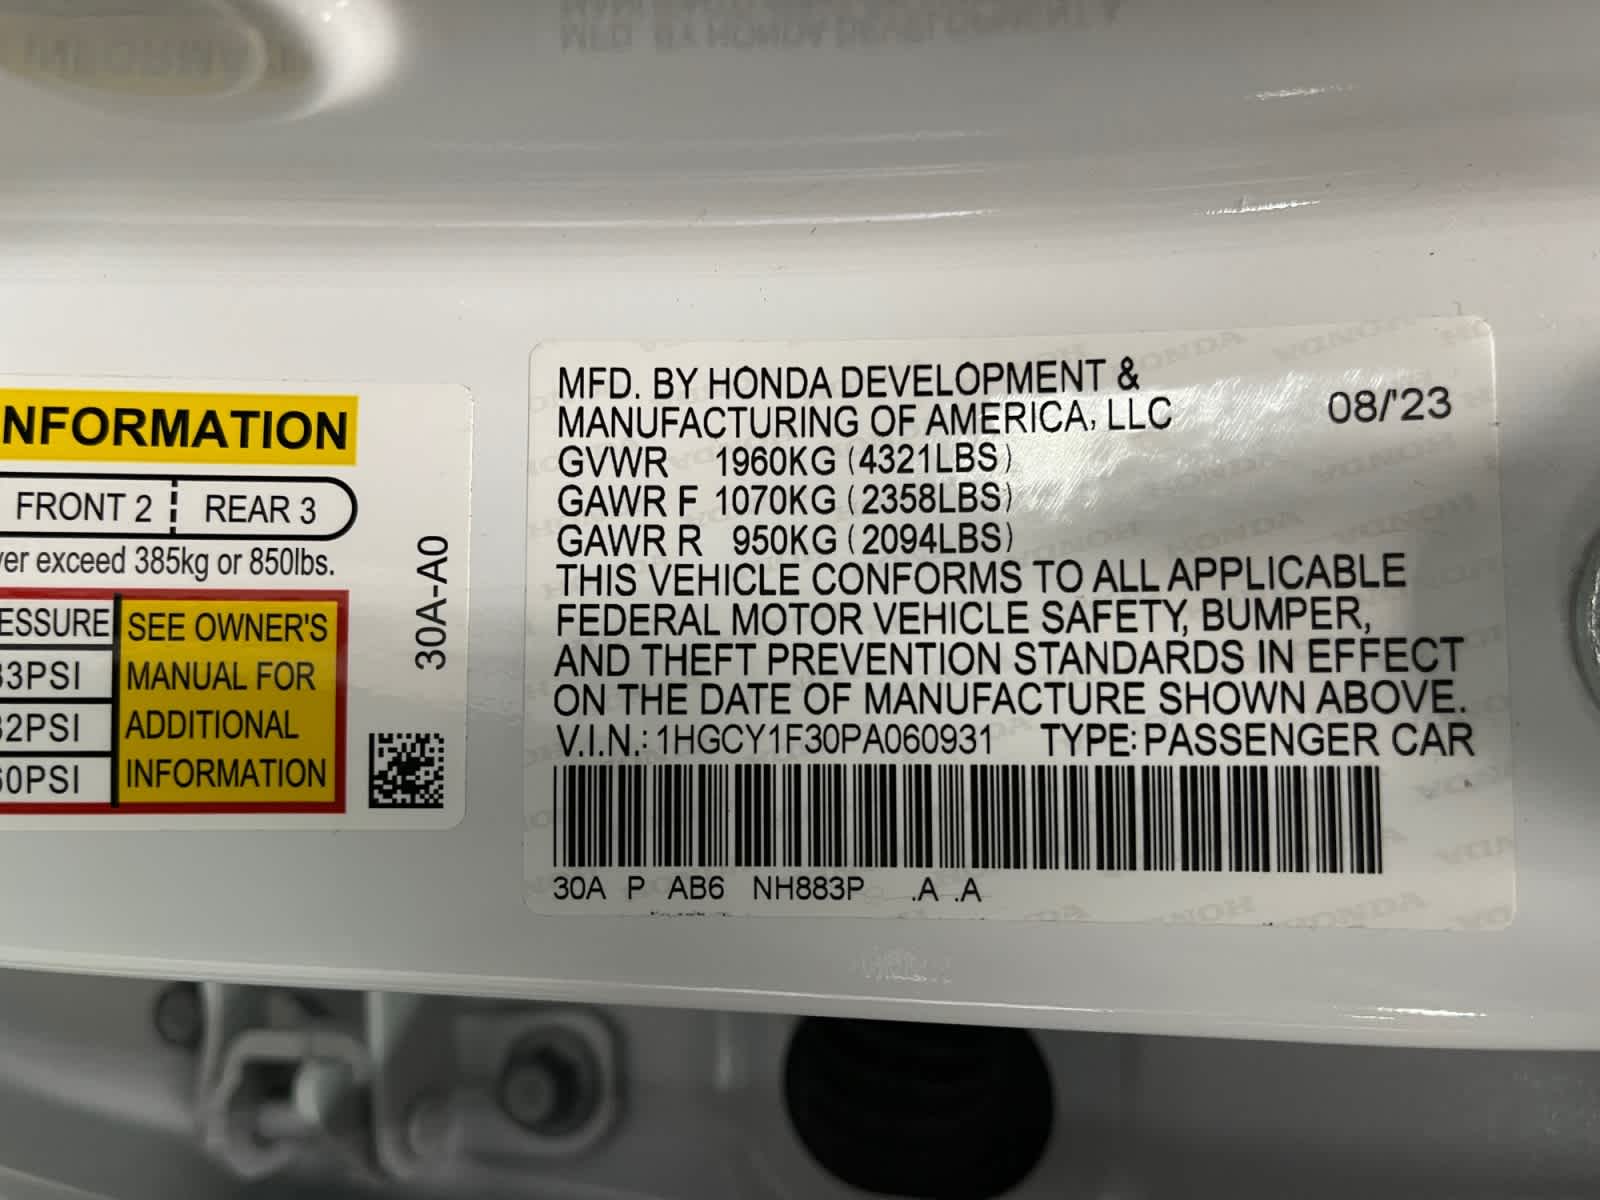 NFORMATION
FRONT 2 REAR 3
ver exceed 385kg or 850lbs.
ESSURE SEE OWNER'S
33PSI MANUAL FOR
32PSI ADDITIONAL
60PSI INFORMATION
30A-A0
MFD. BY HONDA DEVELOPMENT &
MANUFACTURING OF AMERICA, LLC 08/'23
GVWR 1960KG (4321LBS)
GAWR F 1070KG (2358LBS)
GAWR R 950KG (2094LBS)
THIS VEHICLE CONFORMS TO ALL APPLICABLE
FEDERAL MOTOR VEHICLE SAFETY, BUMPER,
AND THEFT PREVENTION STANDARDS IN EFFECT
ON THE DATE OF MANUFACTURE SHOWN ABOVE.
V.I.N.: 1HGCY1F30PA060931 TYPE: PASSENGER CAR
30A P AB6 NH883P .A .A